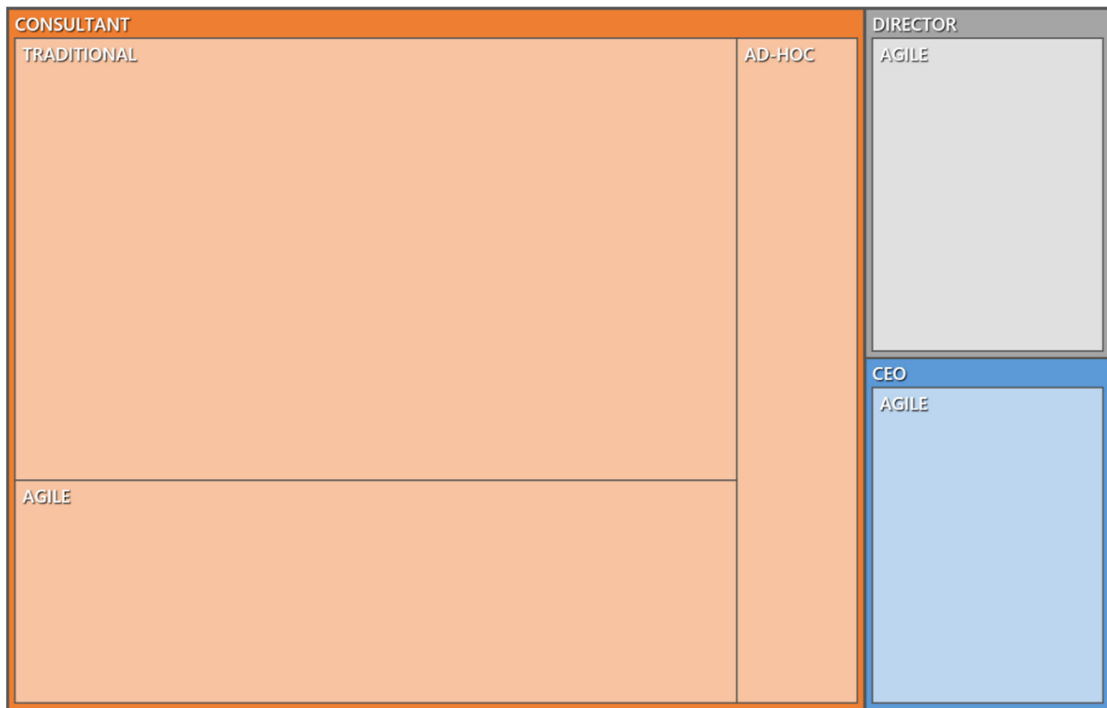 CONSULTANT
TRADITIONAL
AD-HOC
AGILE
DIRECTOR
AGILE
CEO
AGILE